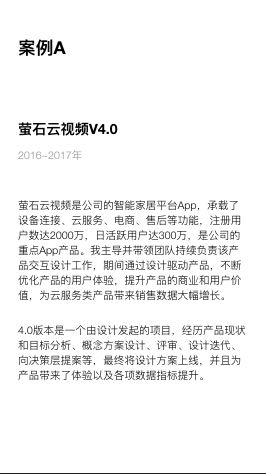 案例A
萤石云视频V4.0
2016~2017年
萤石云视频是公司的智能家居平台App，承载了
设备连接、云服务、电商、售后等功能，注册用
户数达2000万，日活跃用户达300万，是公司的
重点App产品。我主导并带领团队持续负责该产
品交互设计工作，期间通过设计驱动产品，不断
优化产品的用户体验，提升产品的商业和用户价
值，为云服务类产品带来销售数据大幅增长。
4.0版本是一个由设计发起的项目，经历产品现状
和目标分析、概念方案设计、评审、设计迭代、
向决策层提案等，最终将设计方案上线，并且为
产品带来了体验以及各项数据指标提升。